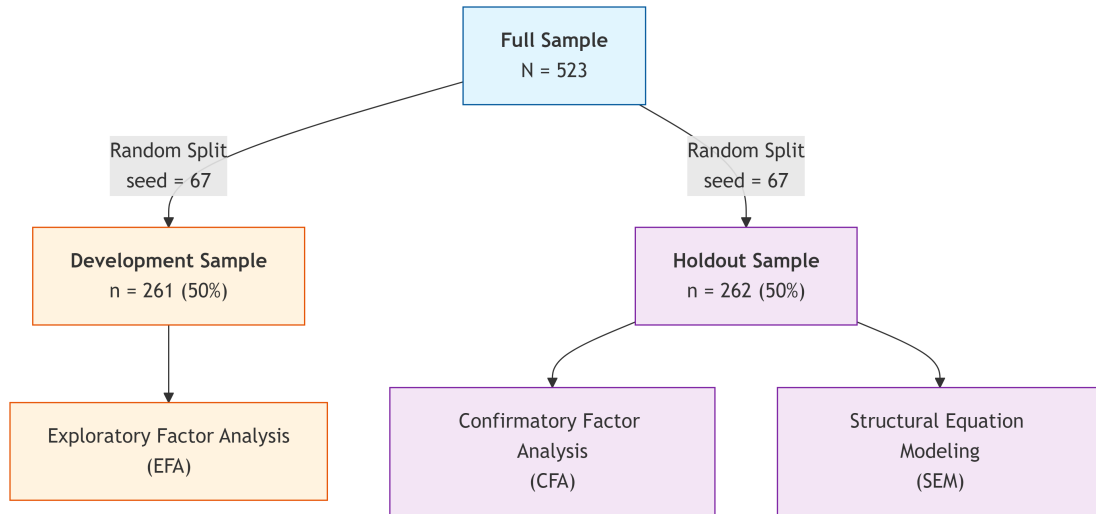 Full Sample
N = 523
Random Split
seed = 67
Random Split
seed = 67
Development Sample
n = 261 (50%)
Holdout Sample
n = 262 (50%)
Exploratory Factor Analysis
(EFA)
Confirmatory Factor
Analysis
(CFA)
Structural Equation
Modeling
(SEM)